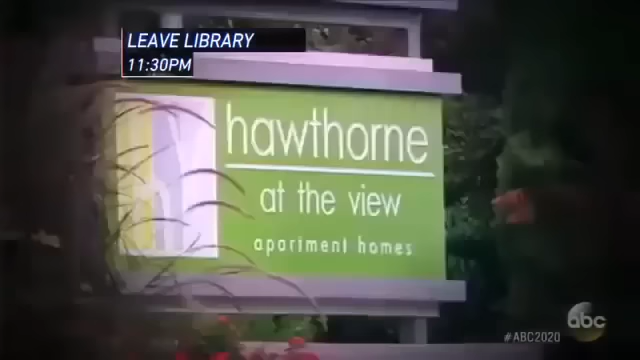 LEAVE LIBRARY
11:30PM
hawthorne
at the view
apartment homes
abc
#ABC2020